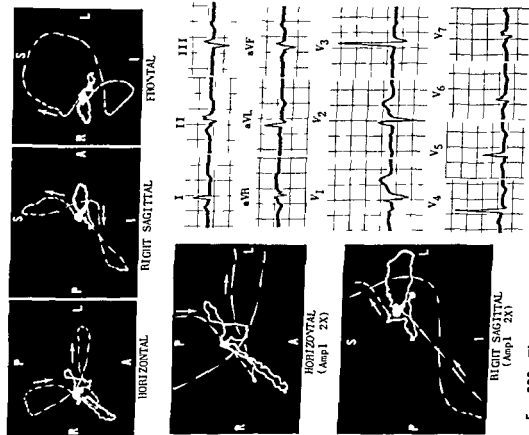 P S S
R L P A R L
A I I
HORIZONTAL RIGHT SAGITTAL FRONTAL
P
R L
A
HORIZONTAL
(Ampl 2X)
S
P
I
RIGHT SAGITTAL
(Ampl 2X)
I II III
aVR aVL aVF
V1 V2 V3
V4 V5 V6 V7